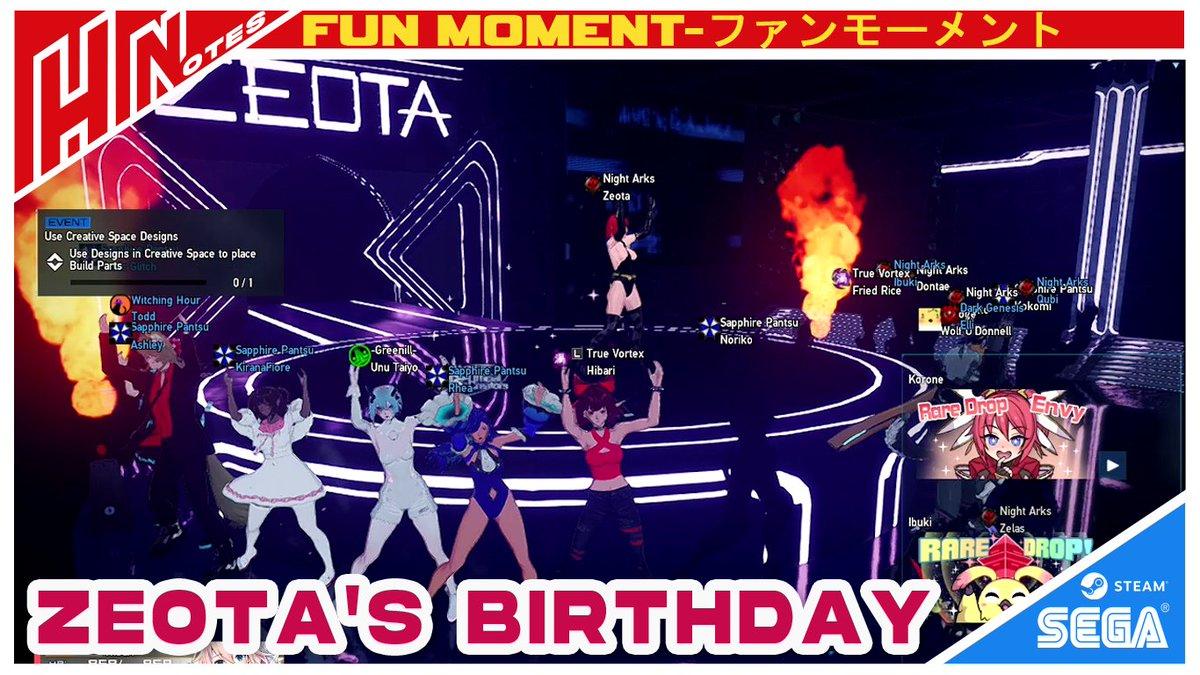 HNOTES
FUN MOMENT-ファンモーメント
ZEOTA
Night Arks
Zeota
EVENT
Use Creative Space Designs
Use Designs in Creative Space to place
Build Parts
0 / 1
Witching Hour
Todd
Sapphire Pantsu
Ashley
Sapphire Pantsu
KiranaFiore
-Greenill-
Unu Taiyo
Sapphire Pantsu
Rhea
L True Vortex
Hibari
Sapphire Pantsu
Noriko
True Vortex
Fried Rice
Night Arks
Ibuki
Night Arks
Dontae
Night Arks
Dark Genesis
Elli
Wolf O'Donnell
Night Arks
Qubi
Pantsu
Korone
Rare Drop Envy
Ibuki
Night Arks
Zelas
RARE DROP!
ZEOTA'S BIRTHDAY
STEAM
SEGA®